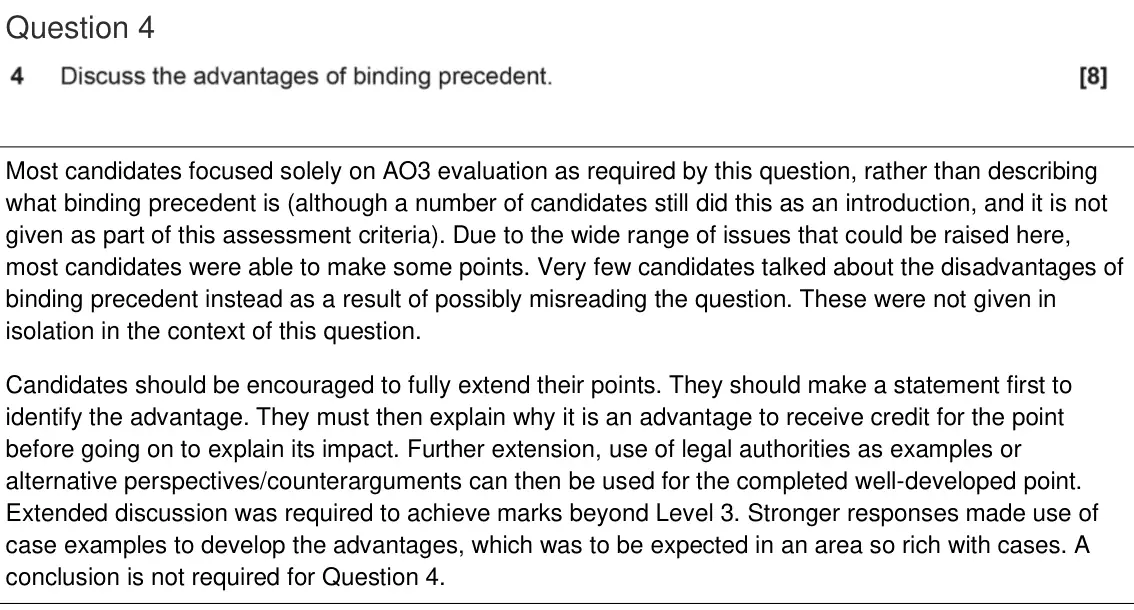 Question 4
4 Discuss the advantages of binding precedent. [8]
Most candidates focused solely on AO3 evaluation as required by this question, rather than describing
what binding precedent is (although a number of candidates still did this as an introduction, and it is not
given as part of this assessment criteria). Due to the wide range of issues that could be raised here,
most candidates were able to make some points. Very few candidates talked about the disadvantages of
binding precedent instead as a result of possibly misreading the question. These were not given in
isolation in the context of this question.
Candidates should be encouraged to fully extend their points. They should make a statement first to
identify the advantage. They must then explain why it is an advantage to receive credit for the point
before going on to explain its impact. Further extension, use of legal authorities as examples or
alternative perspectives/counterarguments can then be used for the completed well-developed point.
Extended discussion was required to achieve marks beyond Level 3. Stronger responses made use of
case examples to develop the advantages, which was to be expected in an area so rich with cases. A
conclusion is not required for Question 4.